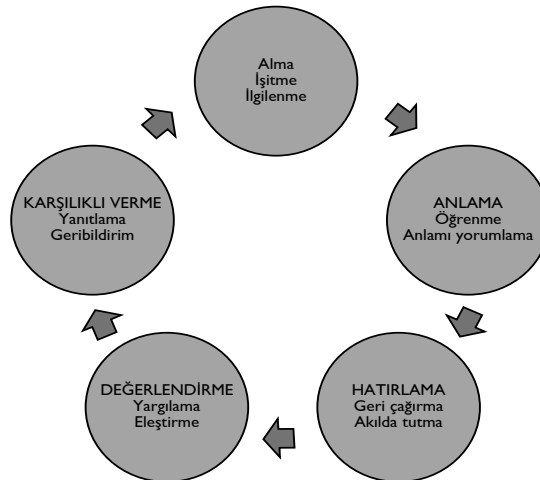 Alma
İşitme
İlgilenme
ANLAMA
Öğrenme
Anlamı yorumlama
HATIRLAMA
Geri çağırma
Akılda tutma
DEĞERLENDİRME
Yargılama
Eleştirme
KARŞILIKLI VERME
Yanıtlama
Geribildirim